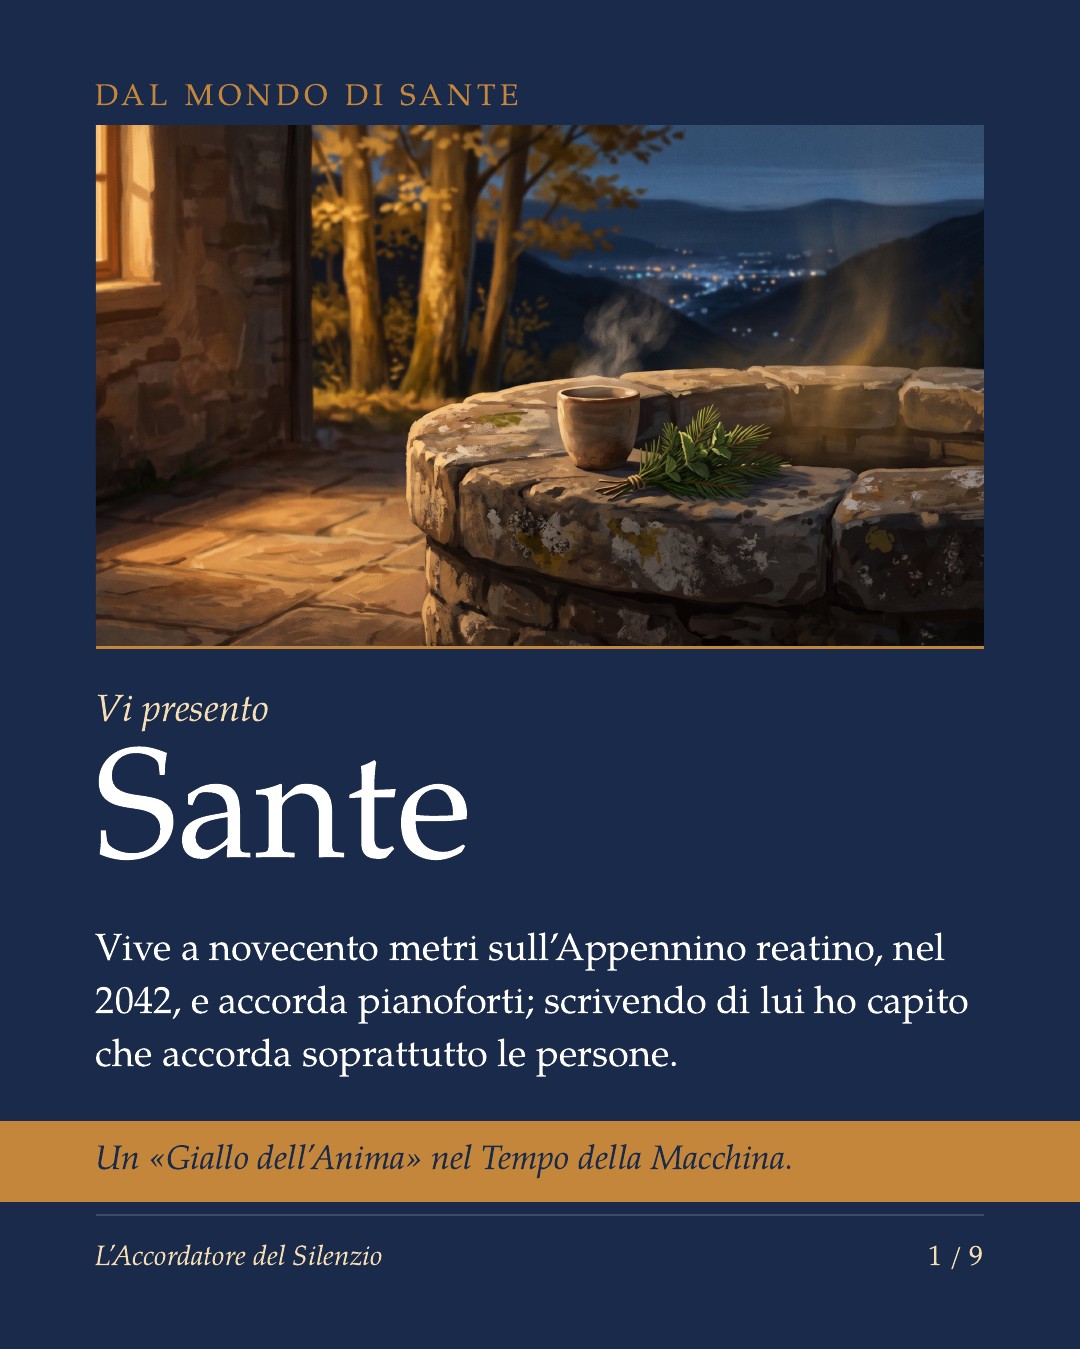 DAL MONDO DI SANTE
Vi presento
Sante
Vive a novecento metri sull’Appennino reatino, nel
2042, e accorda pianoforti; scrivendo di lui ho capito
che accorda soprattutto le persone.
Un «Giallo dell’Anima» nel Tempo della Macchina.
L’Accordatore del Silenzio
1 / 9